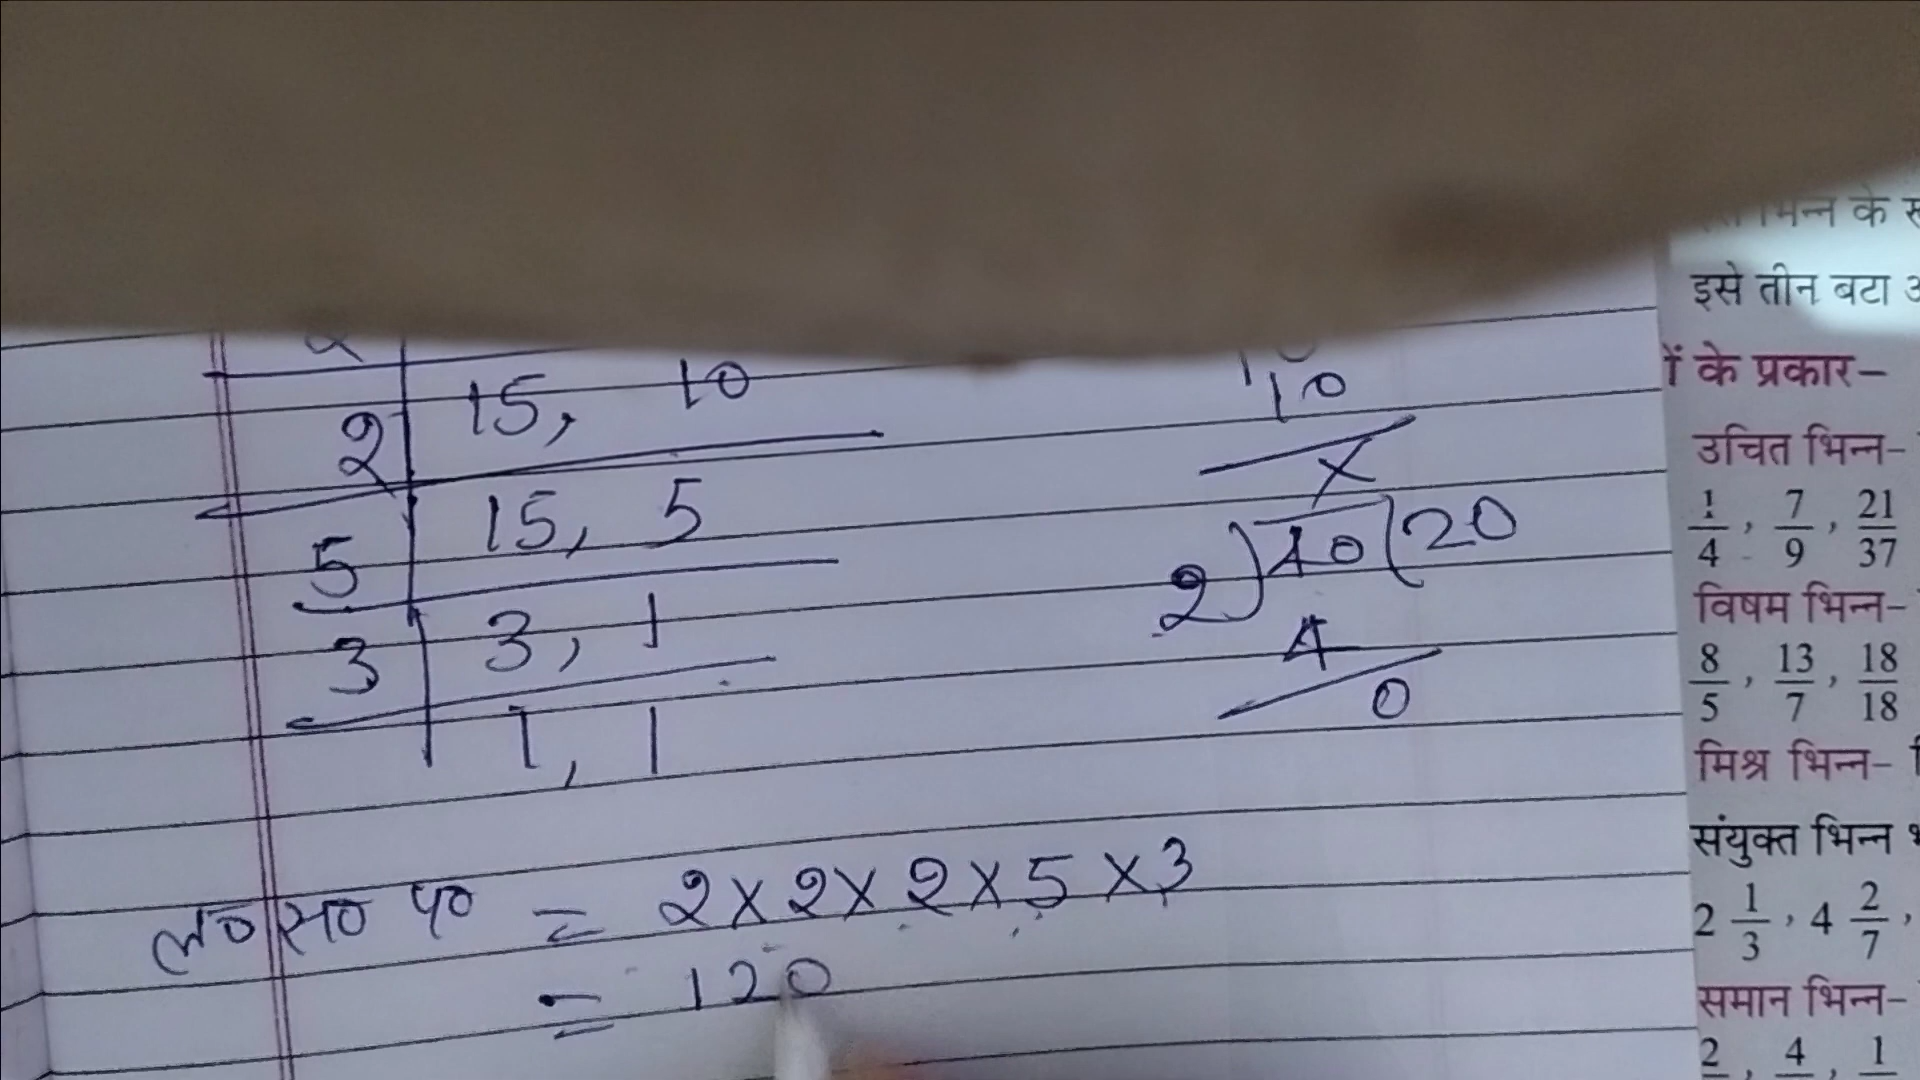 2 | 15, 10
5 | 15, 5
3 | 3, 1
1, 1
10
×
2)40(20
4
0
ल० स० प० = 2×2×2×5×3
= 120
भिन्न के
इसे तीन बटा
के प्रकार–
उचित भिन्न–
1/4, 7/9, 21/37
विषम भिन्न–
8/5, 13/7, 18/18
मिश्र भिन्न–
संयुक्त भिन्न
2 1/3, 4 2/7,
समान भिन्न–
2 , 4 , 1